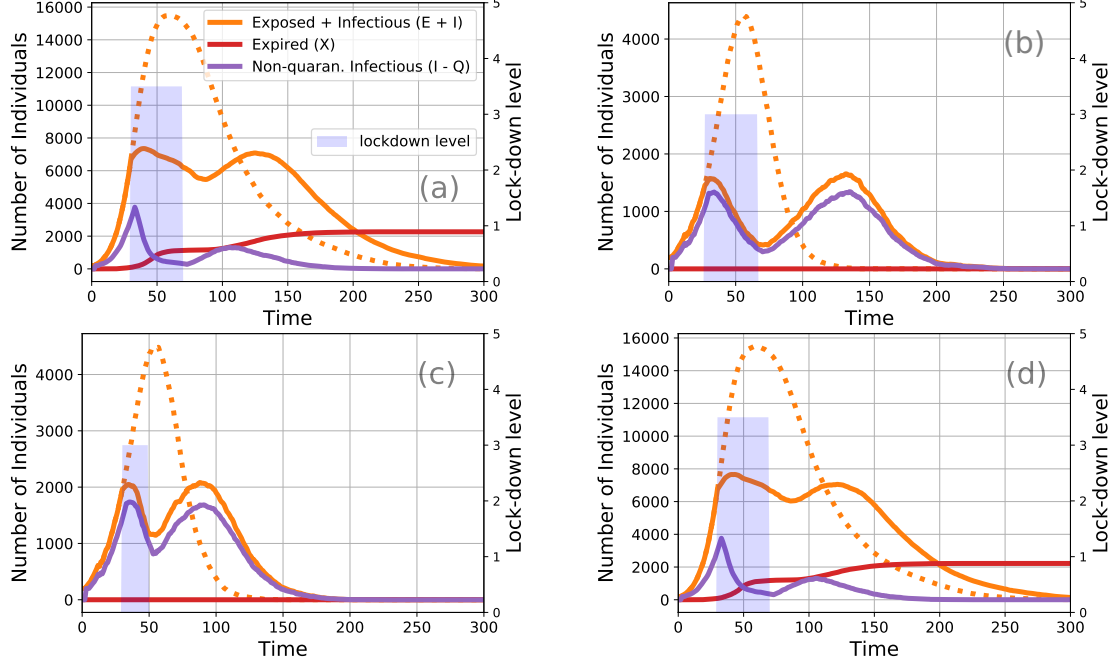 Exposed + Infectious (E + I)
Expired (X)
Non-quaran. Infectious (I - Q)
lockdown level
(a)
Number of Individuals
16000
14000
12000
10000
8000
6000
4000
2000
0
5
4
3
2
1
0
Lock-down level
0 50 100 150 200 250 300
Time
(b)
Number of Individuals
4000
3000
2000
1000
0
5
4
3
2
1
0
Lock-down level
0 50 100 150 200 250 300
Time
(c)
Number of Individuals
4000
3000
2000
1000
0
5
4
3
2
1
0
Lock-down level
0 50 100 150 200 250 300
Time
(d)
Number of Individuals
16000
14000
12000
10000
8000
6000
4000
2000
0
5
4
3
2
1
0
Lock-down level
0 50 100 150 200 250 300
Time